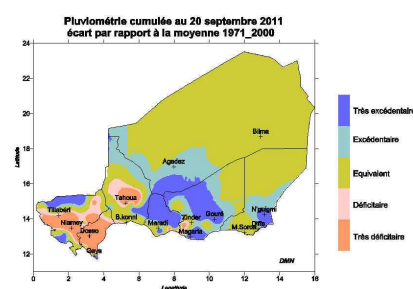 Pluviométrie cumulée au 20 septembre 2011
écart par rapport à la moyenne 1971_2000
24
22
20
18
16
14
12
Latitude
Bilma
Agadez
Tahoua
Tillabéri
Niamey
Dosso
Gaya
B.konni
Maradi
Zinder
Gouré
Magaria
N'guigmi
Diffa
M.Soroa
DMN
0
2
4
6
8
10
12
14
16
Longitude
Très excédentaire
Excédentaire
Equivalent
Déficitaire
Très déficitaire